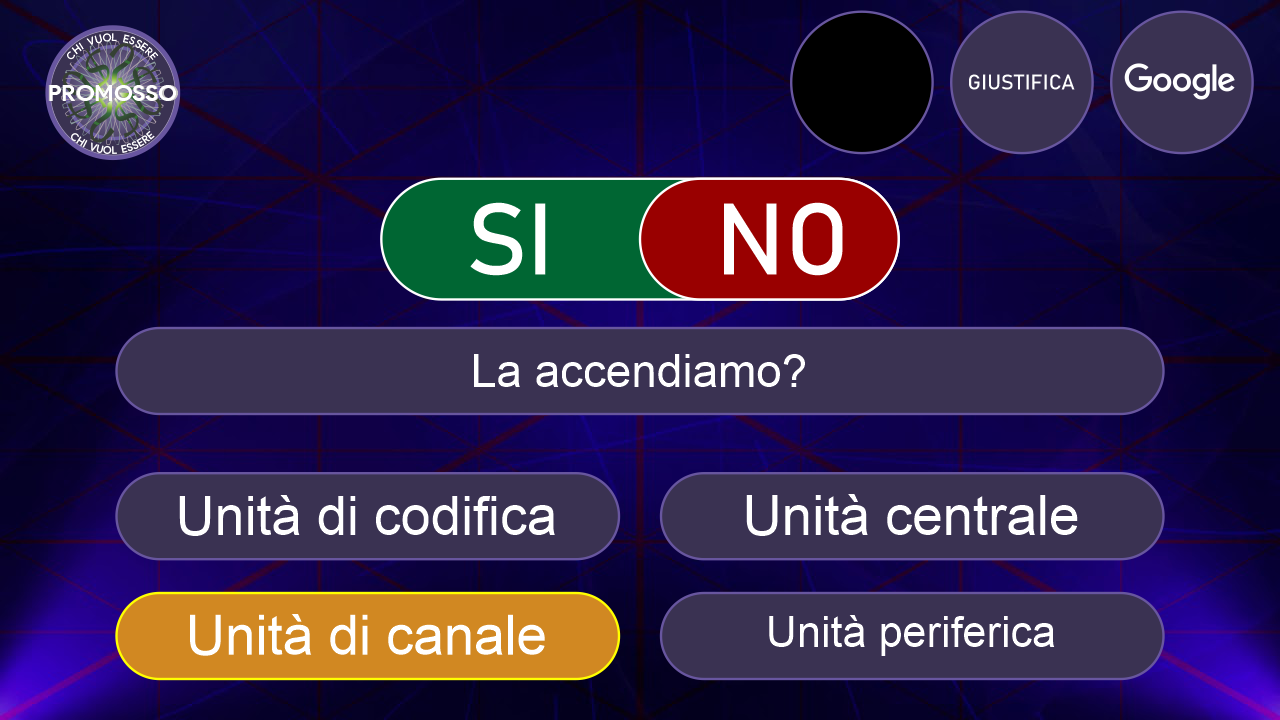 CHI VUOL ESSERE
PROMOSSO
CHI VUOL ESSERE
GIUSTIFICA
Google
SI NO
La accendiamo?
Unità di codifica
Unità centrale
Unità di canale
Unità periferica